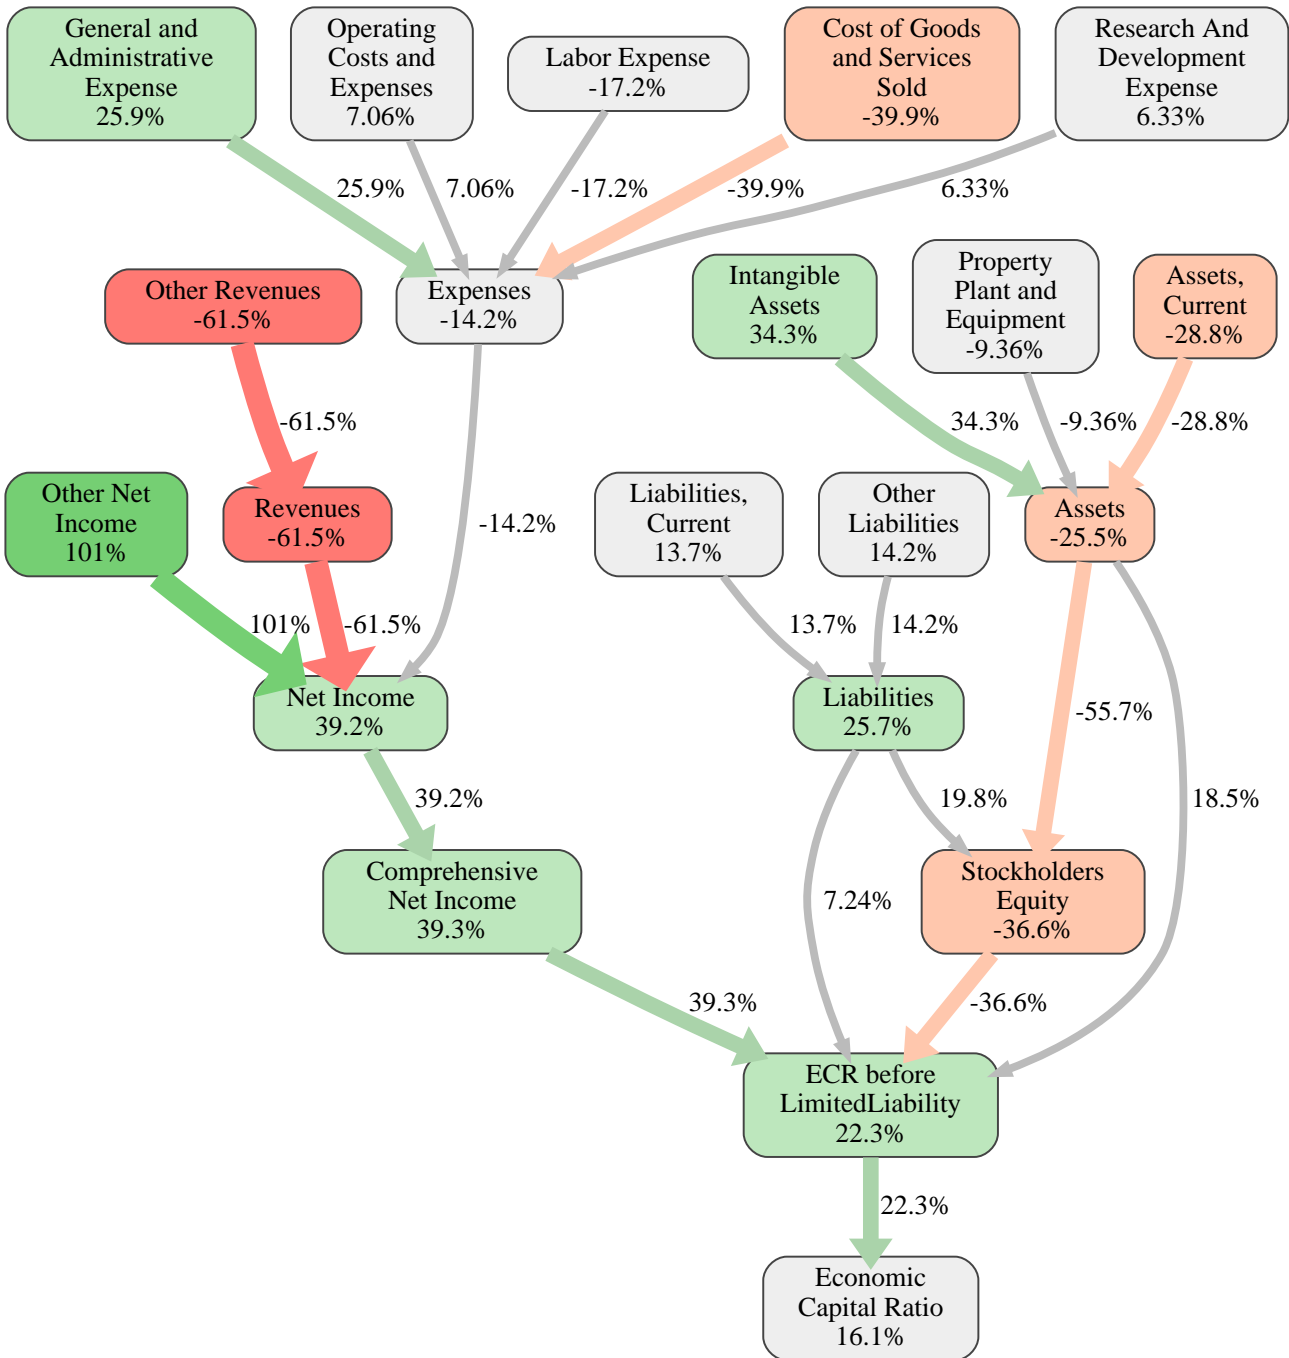 General and
Administrative
Expense
25.9%
Operating
Costs and
Expenses
7.06%
Labor Expense
-17.2%
Cost of Goods
and Services
Sold
-39.9%
Research And
Development
Expense
6.33%
25.9%
7.06%
-17.2%
-39.9%
6.33%
Other Revenues
-61.5%
Expenses
-14.2%
Intangible
Assets
34.3%
Property
Plant and
Equipment
-9.36%
Assets,
Current
-28.8%
-61.5%
34.3%
-9.36%
-28.8%
Other Net
Income
101%
Revenues
-61.5%
-14.2%
Liabilities,
Current
13.7%
Other
Liabilities
14.2%
Assets
-25.5%
101%
-61.5%
13.7%
14.2%
Net Income
39.2%
Liabilities
25.7%
-55.7%
39.2%
19.8%
18.5%
Comprehensive
Net Income
39.3%
7.24%
Stockholders
Equity
-36.6%
39.3%
-36.6%
ECR before
LimitedLiability
22.3%
22.3%
Economic
Capital Ratio
16.1%